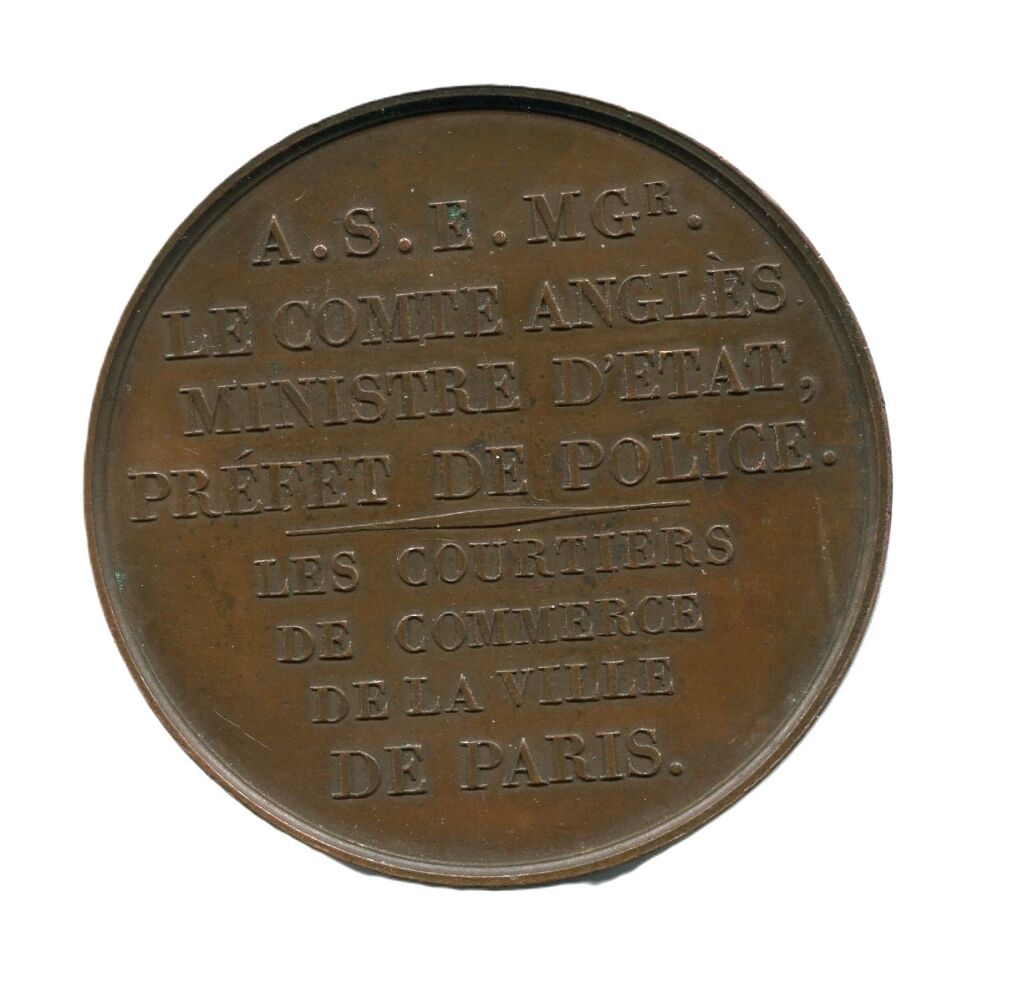 A.S.E.MGR.
LE COMTE ANGLÈS
MINISTRE D'ETAT,
PRÉFET DE POLICE.
LES COURTIERS
DE COMMERCE
DE LA VILLE
DE PARIS.